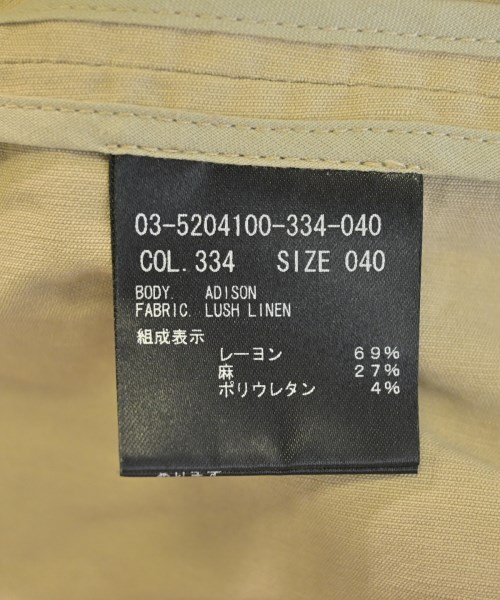 03-5204100-334-040
COL. 334 SIZE 040
BODY. ADISON
FABRIC. LUSH LINEN
組成表示
レーヨン 69%
麻 27%
ポリウレタン 4%